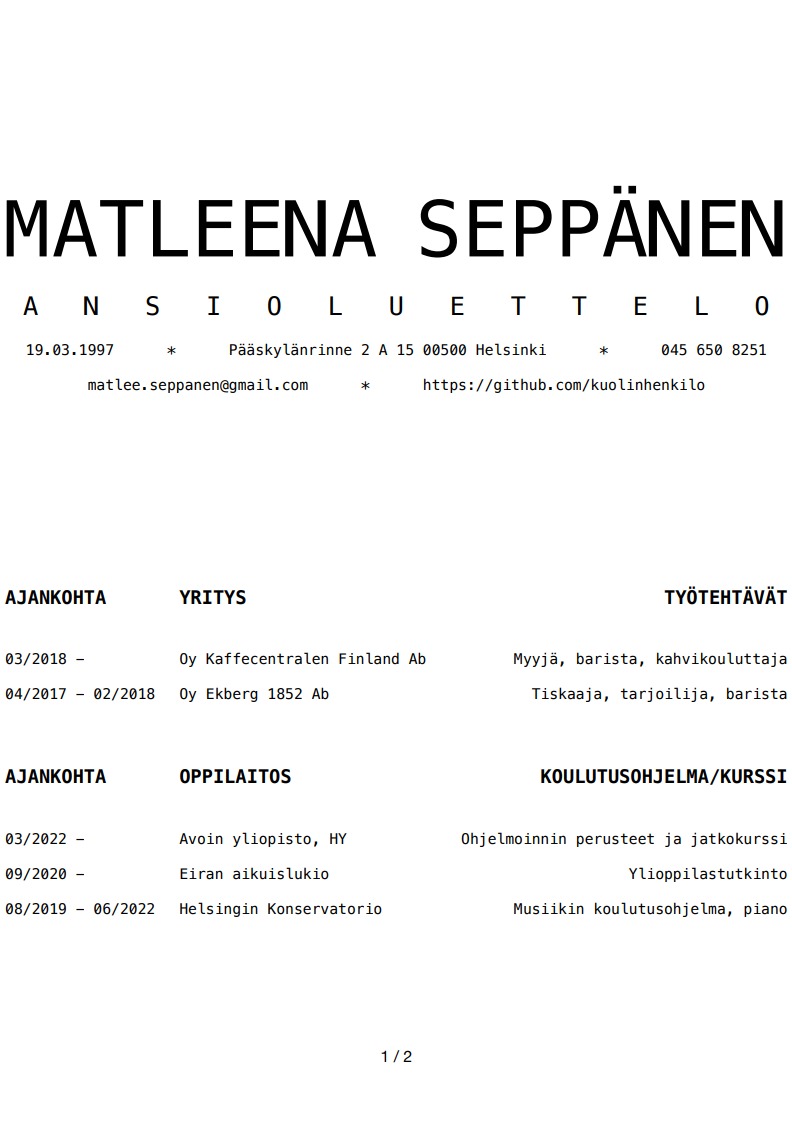 MATLEENA SEPPÄNEN
A N S I O L U E T T E L O
19.03.1997 * Pääskylänrinne 2 A 15 00500 Helsinki * 045 650 8251
matlee.seppanen@gmail.com * https://github.com/kuolinhenkilo
AJANKOHTA YRITYS TYÖTEHTÄVÄT
03/2018 – Oy Kaffecentralen Finland Ab Myyjä, barista, kahvikouluttaja
04/2017 – 02/2018 Oy Ekberg 1852 Ab Tiskaaja, tarjoilija, barista
AJANKOHTA OPPILAITOS KOULUTUSOHJELMA/KURSSI
03/2022 – Avoin yliopisto, HY Ohjelmoinnin perusteet ja jatkokurssi
09/2020 – Eiran aikuislukio Ylioppilastutkinto
08/2019 – 06/2022 Helsingin Konservatorio Musiikin koulutusohjelma, piano
1 / 2